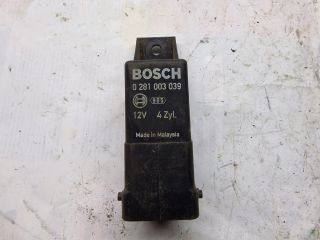 BOSCH
0 281 003 039
12V 4 Zyl.
Made in Malaysia